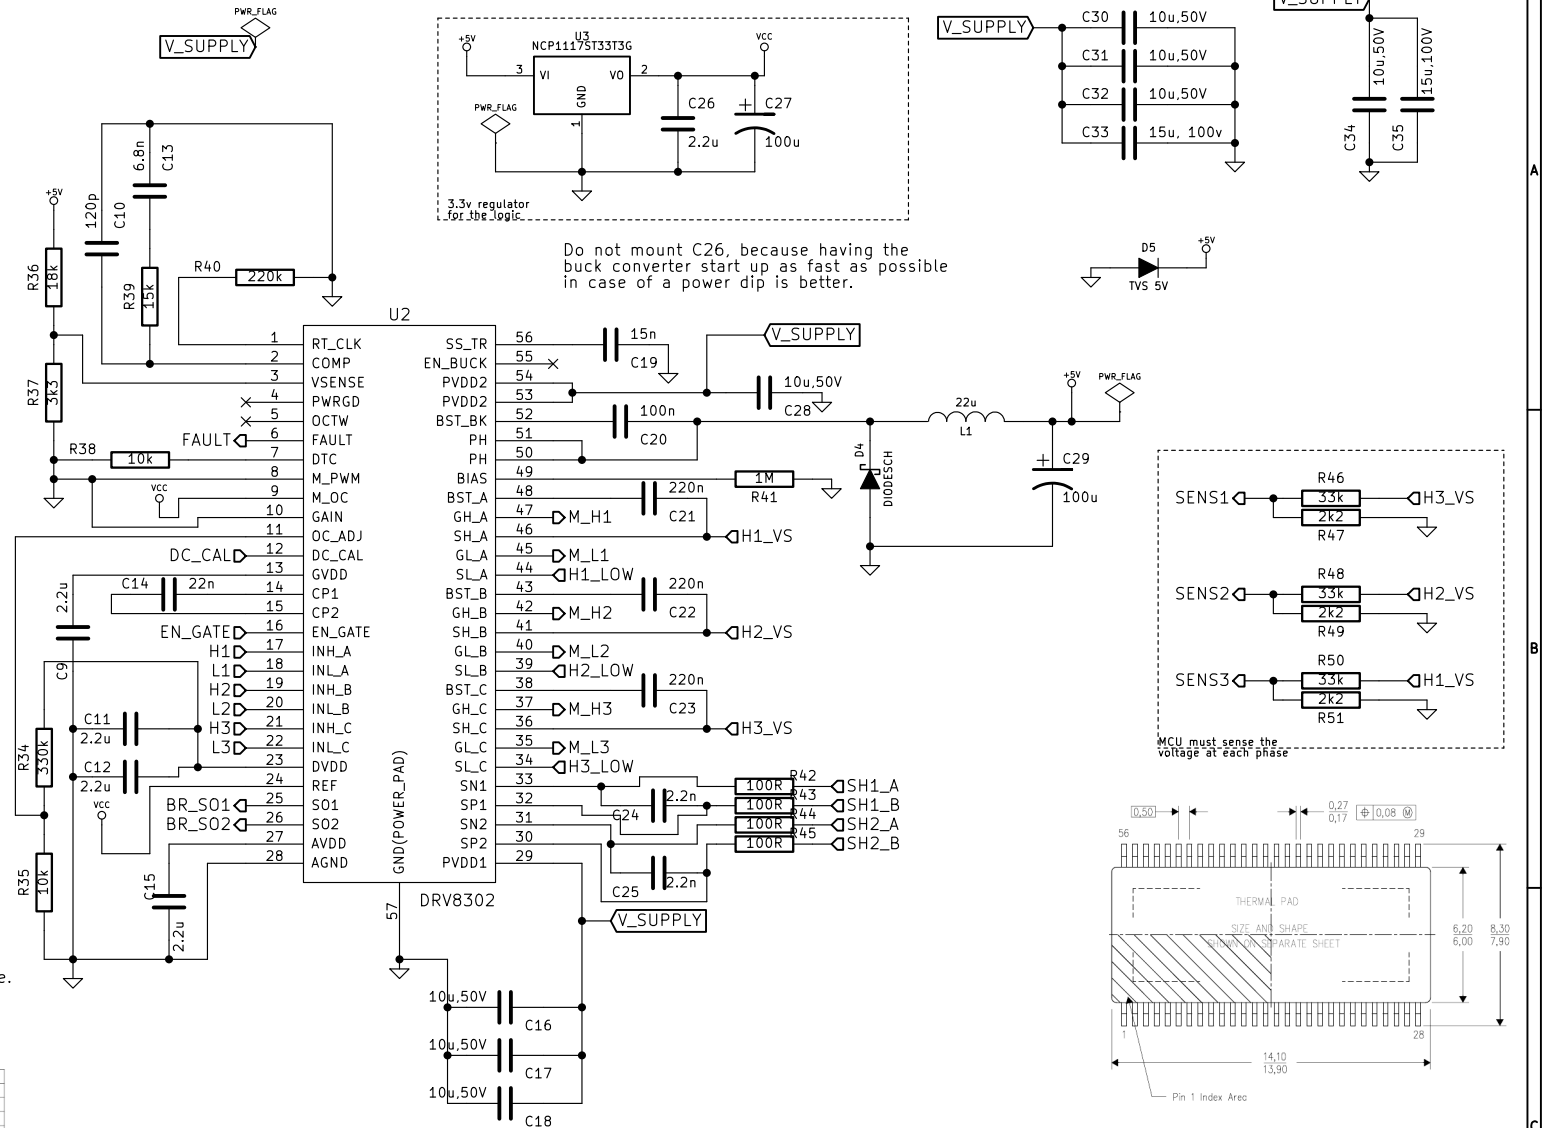 PWR_FLAG
V_SUPPLY
+5V
U3
NCP1117ST33T3G
VCC
3
VI
VO
2
GND
1
PWR_FLAG
C26
2.2u
C27
100u
3.3v regulator
for the logic
V_SUPPLY
C30
10u,50V
C31
10u,50V
C32
10u,50V
C33
15u, 100v
V_SUPPLY
10u,50V
C34
15u,100V
C35
A
Do not mount C26, because having the
buck converter start up as fast as possible
in case of a power dip is better.
D5
TVS 5V
+5V
6.8n
C13
120p
C10
+5V
R36
18k
R39
15k
R40
220k
R37
3k3
U2
1
RT_CLK
2
COMP
3
VSENSE
4
PWRGD
5
OCTW
FAULT
6
FAULT
R38
10k
7
DTC
8
M_PWM
VCC
9
M_OC
10
GAIN
11
OC_ADJ
DC_CAL
12
DC_CAL
13
GVDD
C14
22n
14
CP1
15
CP2
2.2u
C9
EN_GATE
16
EN_GATE
H1
17
INH_A
L1
18
INL_A
H2
19
INH_B
L2
20
INL_B
H3
21
INH_C
L3
22
INL_C
C11
2.2u
C12
2.2u
R34
330k
23
DVDD
24
REF
VCC
BR_SO1
25
SO1
BR_SO2
26
SO2
27
AVDD
28
AGND
R35
10k
C15
2.2u
GND(POWER_PAD)
57
DRV8302
SS_TR
56
15n
C19
EN_BUCK
55
PVDD2
54
PVDD2
53
V_SUPPLY
10u,50V
C28
BST_BK
52
100n
C20
PH
51
PH
50
BIAS
49
1M
R41
BST_A
48
220n
C21
GH_A
47
M_H1
SH_A
46
H1_VS
GL_A
45
M_L1
SL_A
44
H1_LOW
BST_B
43
220n
C22
GH_B
42
M_H2
SH_B
41
H2_VS
GL_B
40
M_L2
SL_B
39
H2_LOW
BST_C
38
220n
C23
GH_C
37
M_H3
SH_C
36
H3_VS
GL_C
35
M_L3
SL_C
34
H3_LOW
SN1
33
SP1
32
SN2
31
SP2
30
PVDD1
29
C24
2.2n
C25
2.2n
R42
100R
SH1_A
R43
100R
SH1_B
R44
100R
SH2_A
R45
100R
SH2_B
V_SUPPLY
10u,50V
C16
10u,50V
C17
10u,50V
C18
22u
L1
+5V
PWR_FLAG
D4
DIODESCH
C29
100u
SENS1
R46
33k
2k2
R47
H3_VS
SENS2
R48
33k
2k2
R49
H2_VS
SENS3
R50
33k
2k2
R51
H1_VS
MCU must sense the
voltage at each phase
B
0,50
0,27
0,17
0,08 Ⓜ
56
29
THERMAL PAD
SIZE AND SHAPE
SHOWN ON SEPARATE SHEET
6,20
6,00
8,30
7,90
1
28
14,10
13,90
Pin 1 Index Area
e.
C